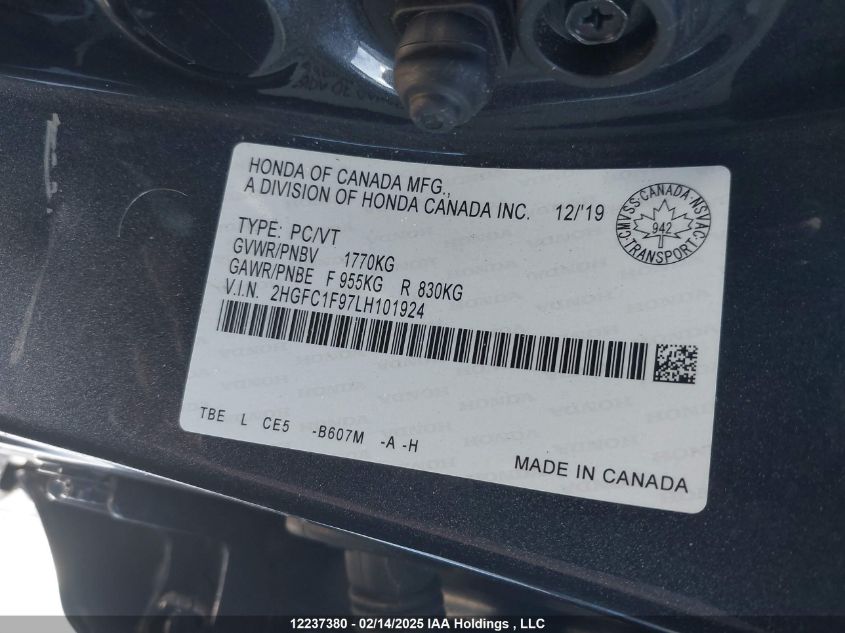 HONDA OF CANADA MFG.,
A DIVISION OF HONDA CANADA INC. 12/'19
TYPE: PC/VT
GVWR/PNBV 1770KG
GAWR/PNBE F 955KG R 830KG
V.I.N. 2HGFC1F97LH101924
CMVSS·CANADA·NSVAC·TRANSPORT·
942
TBE L CE5 -B607M -A -H
MADE IN CANADA
12237380 - 02/14/2025 IAA Holdings , LLC